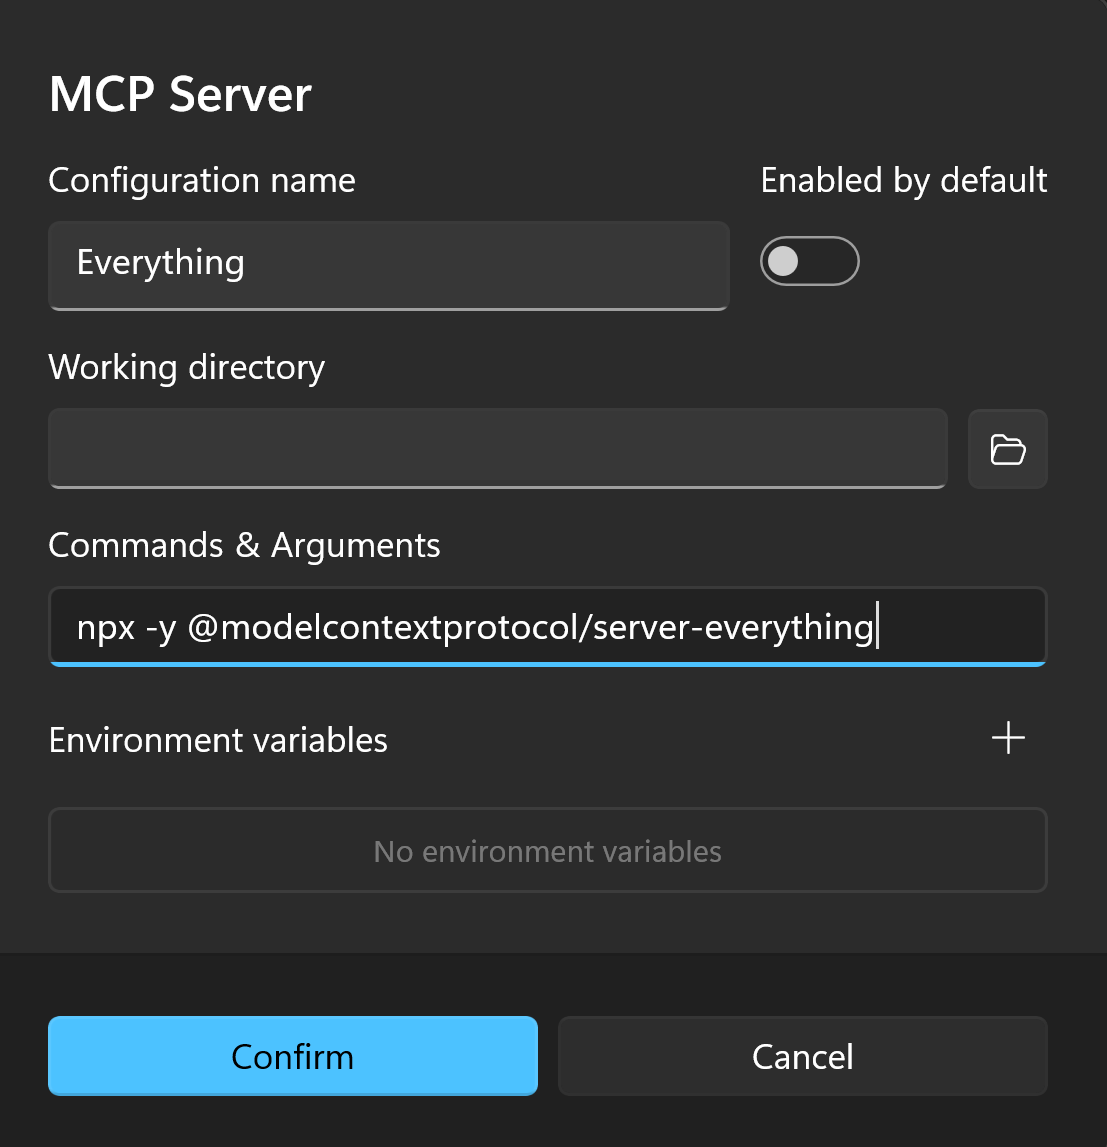 MCP Server
Configuration name
Enabled by default
Everything
Working directory
Commands & Arguments
npx -y @modelcontextprotocol/server-everything
Environment variables
No environment variables
Confirm
Cancel